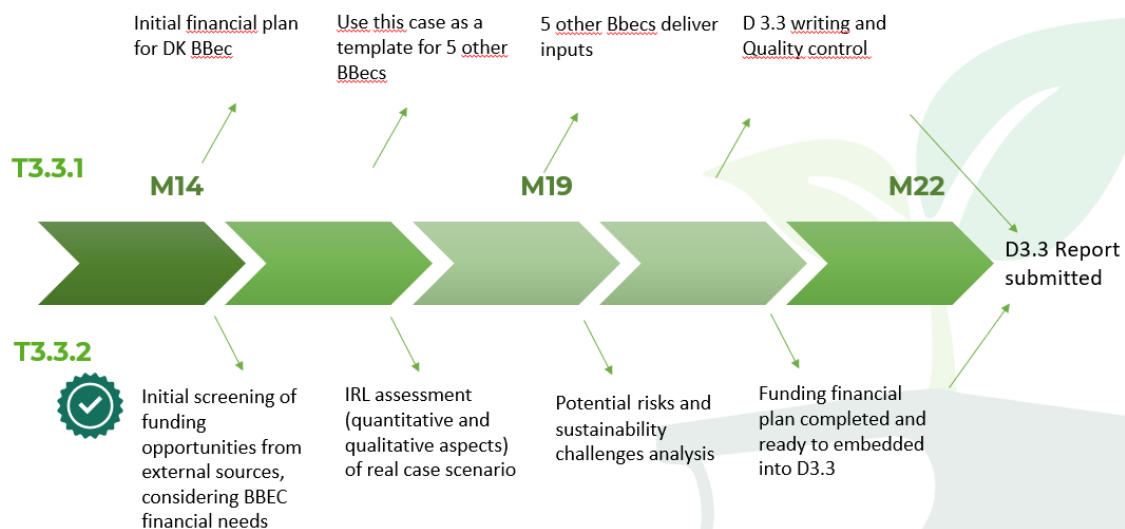 Initial financial plan
for DK BBec
Use this case as a
template for 5 other
BBecs
5 other Bbecs deliver
inputs
D 3.3 writing and
Quality control
T3.3.1
M14
M19
M22
D3.3 Report
submitted
T3.3.2
Initial screening of
funding
opportunities from
external sources,
considering BBEC
financial needs
IRL assessment
(quantitative and
qualitative aspects)
of real case scenario
Potential risks and
sustainability
challenges analysis
Funding financial
plan completed and
ready to embedded
into D3.3